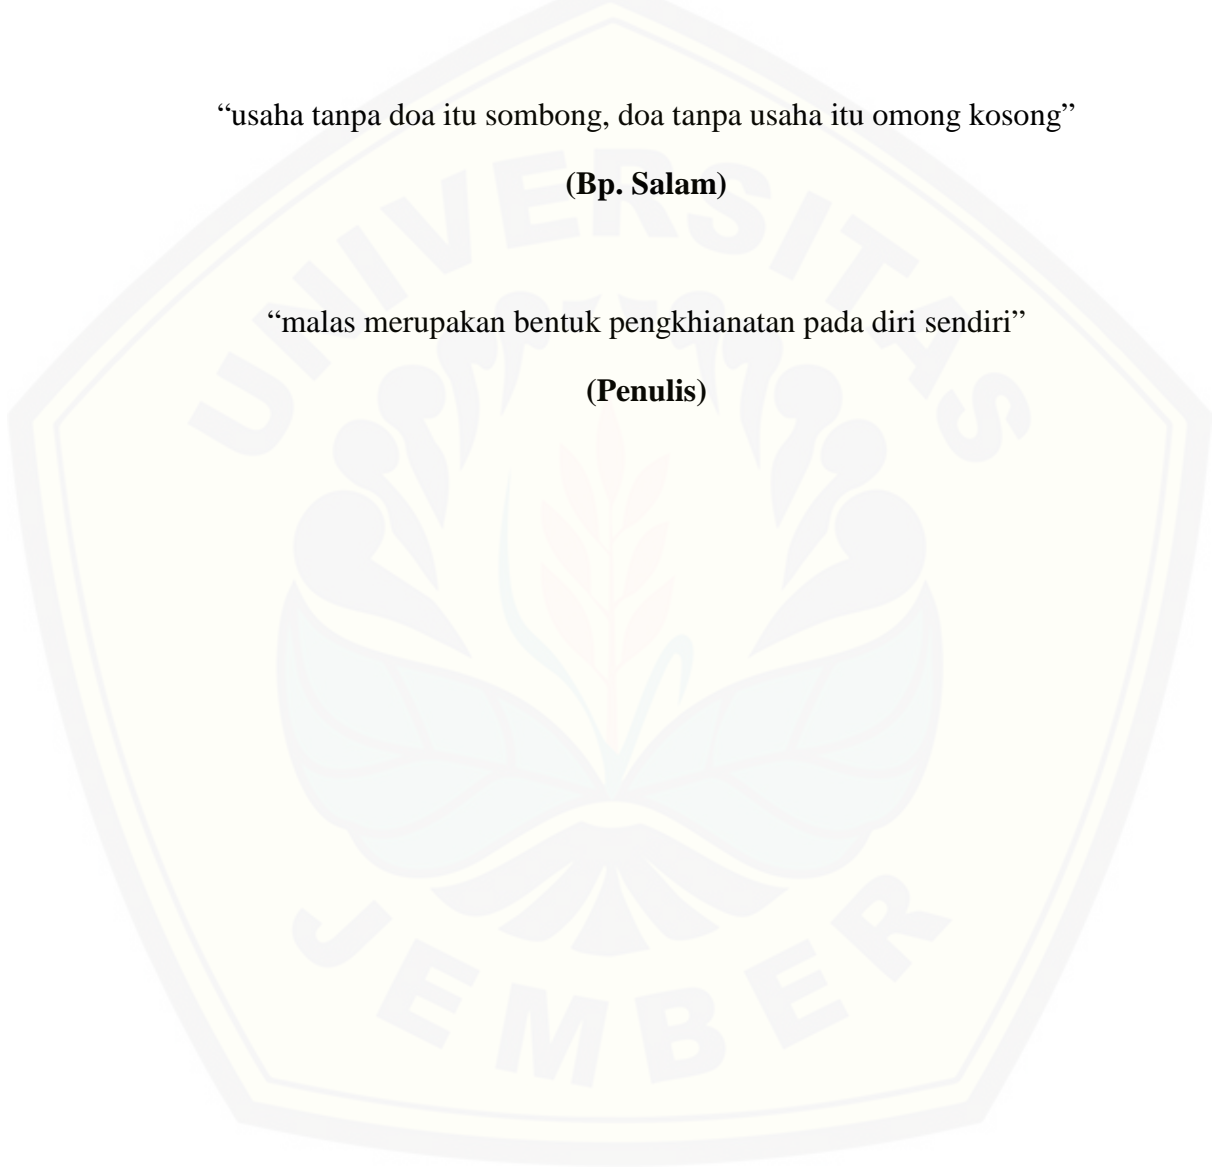 “usaha tanpa doa itu sombong, doa tanpa usaha itu omong kosong”
(Bp. Salam)
“malas merupakan bentuk pengkhianatan pada diri sendiri”
(Penulis)
UNIVERSITAS
JEMBER